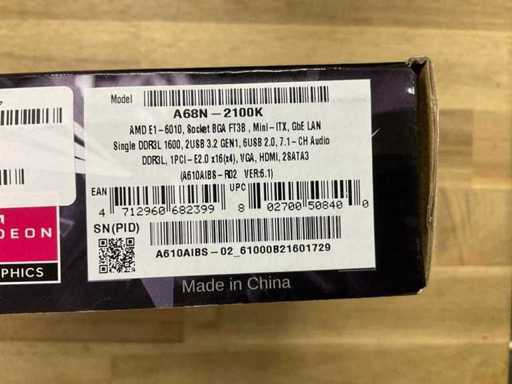 Model
A68N-2100K
AMD E1-6010, Socket BGA FT3B , Mini-ITX, GbE LAN
Single DDR3L 1600, 2USB 3.2 GEN1, 6USB 2.0, 7.1-CH Audio
DDR3L, 1PCI-E2.0 x16(x4), VGA, HDMI, 2SATA3
(A610AIBS-R02 VER:6.1)
EAN
4 712960 682399
UPC
8 02700 50840 0
SN(PID)
A610AIBS-02_61000B21601729
DEON
PHICS
Made in China